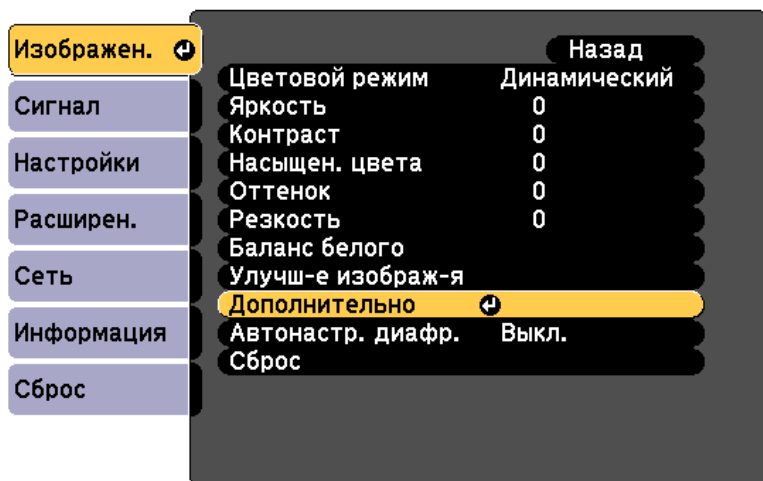 Изображен.
Сигнал
Настройки
Расширен.
Сеть
Информация
Сброс
Назад
Цветовой режим Динамический
Яркость 0
Контраст 0
Насыщен. цвета 0
Оттенок 0
Резкость 0
Баланс белого
Улучш-е изображ-я
Дополнительно
Автонастр. диафр. Выкл.
Сброс